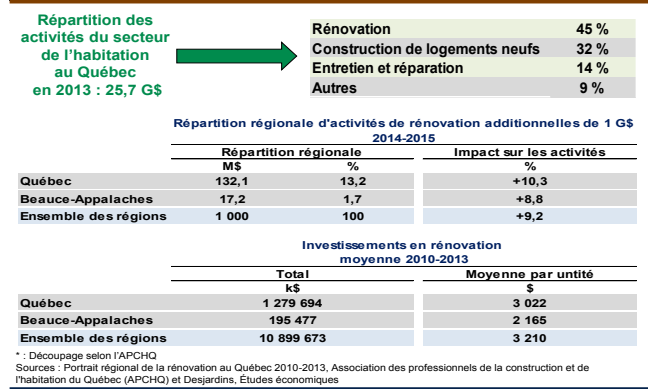 Répartition des
activités du secteur
de l'habitation
au Québec
en 2013 : 25,7 G$
Rénovation 45 %
Construction de logements neufs 32 %
Entretien et réparation 14 %
Autres 9 %
Répartition régionale d'activités de rénovation additionnelles de 1 G$
2014-2015
Répartition régionale Impact sur les activités
M$ % %
Québec 132,1 13,2 +10,3
Beauce-Appalaches 17,2 1,7 +8,8
Ensemble des régions 1 000 100 +9,2
Investissements en rénovation
moyenne 2010-2013
Total Moyenne par untité
k$ $
Québec 1 279 694 3 022
Beauce-Appalaches 195 477 2 165
Ensemble des régions 10 899 673 3 210
* : Découpage selon l'APCHQ
Sources : Portrait régional de la rénovation au Québec 2010-2013, Association des professionnels de la construction et de
l'habitation du Québec (APCHQ) et Desjardins, Études économiques